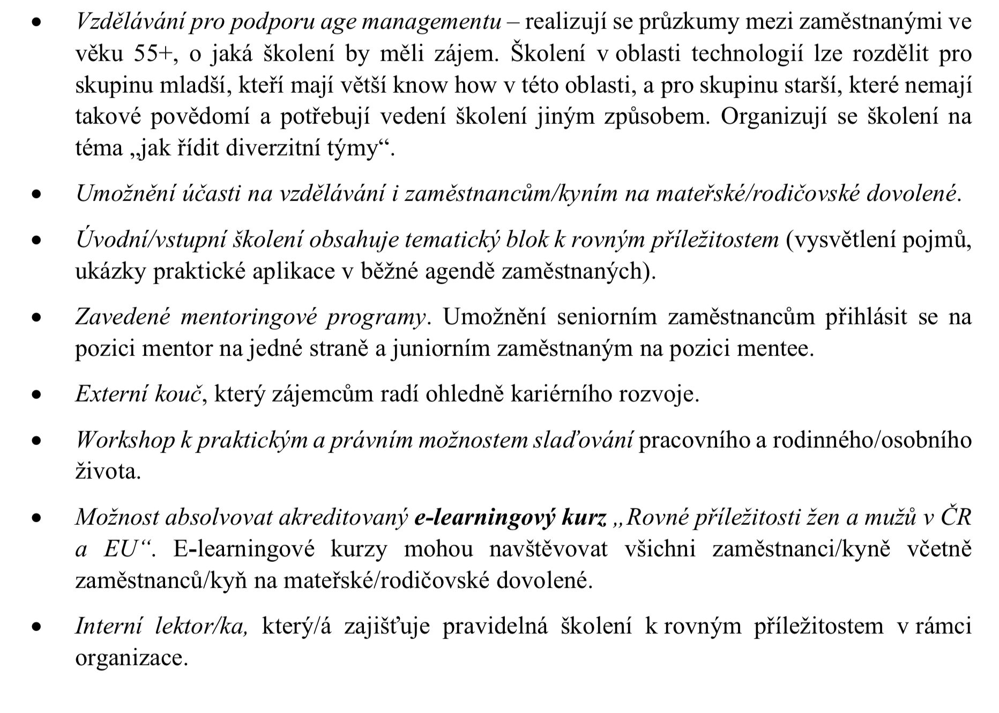 • Vzdělávání pro podporu age managementu – realizují se průzkumy mezi zaměstnanými ve
věku 55+, o jaká školení by měli zájem. Školení v oblasti technologií lze rozdělit pro
skupinu mladší, kteří mají větší know how v této oblasti, a pro skupinu starší, které nemají
takové povědomí a potřebují vedení školení jiným způsobem. Organizují se školení na
téma „jak řídit diverzitní týmy“.
• Umožnění účasti na vzdělávání i zaměstnancům/kyním na mateřské/rodičovské dovolené.
• Úvodní/vstupní školení obsahuje tematický blok k rovným příležitostem (vysvětlení pojmů,
ukázky praktické aplikace v běžné agendě zaměstnaných).
• Zavedené mentoringové programy. Umožnění seniorním zaměstnancům přihlásit se na
pozici mentor na jedné straně a juniorním zaměstnaným na pozici mentee.
• Externí kouč, který zájemcům radí ohledně kariérního rozvoje.
• Workshop k praktickým a právním možnostem slaďování pracovního a rodinného/osobního
života.
• Možnost absolvovat akreditovaný e-learningový kurz „Rovné příležitosti žen a mužů v ČR
a EU“. E-learningové kurzy mohou navštěvovat všichni zaměstnanci/kyně včetně
zaměstnanců/kyň na mateřské/rodičovské dovolené.
• Interní lektor/ka, který/á zajišťuje pravidelná školení k rovným příležitostem v rámci
organizace.